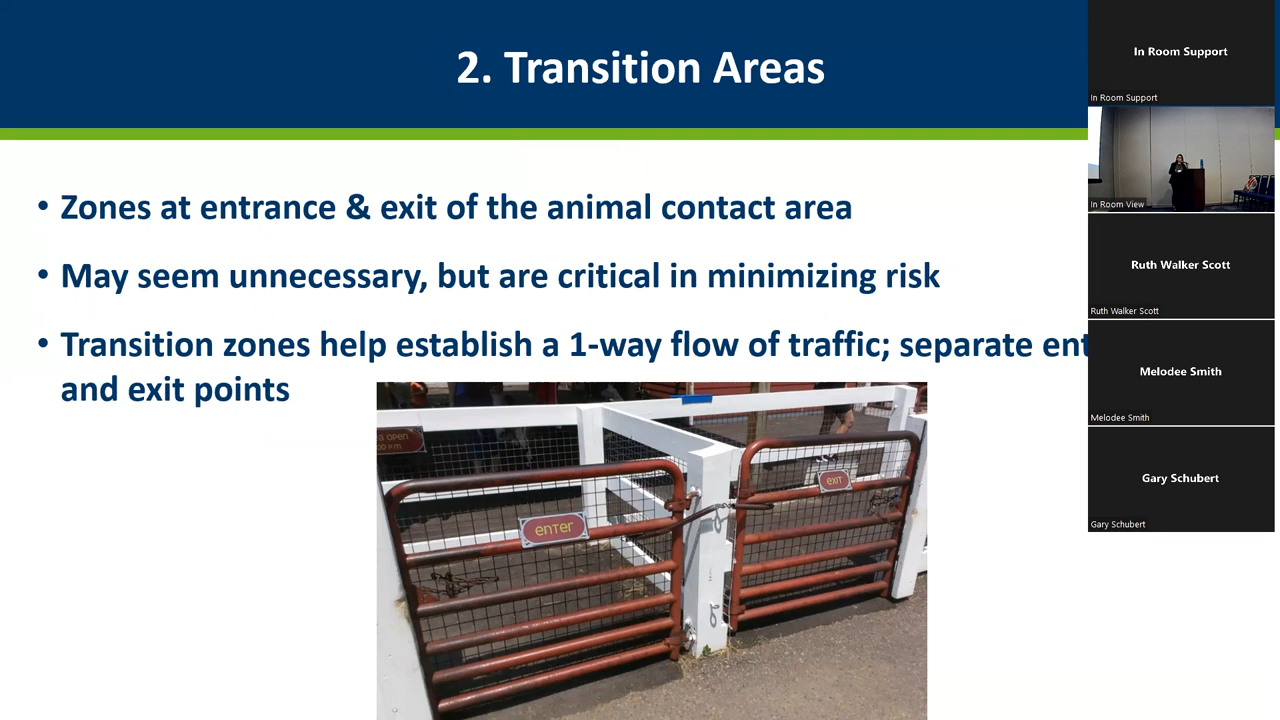 2. Transition Areas
• Zones at entrance & exit of the animal contact area
• May seem unnecessary, but are critical in minimizing risk
• Transition zones help establish a 1-way flow of traffic; separate
and exit points
OPEN
P.M.
ENTER
EXIT
In Room Support
In Room Support
In Room View
Ruth Walker Scott
Ruth Walker Scott
Melodee Smith
Melodee Smith
Gary Schubert
Gary Schubert